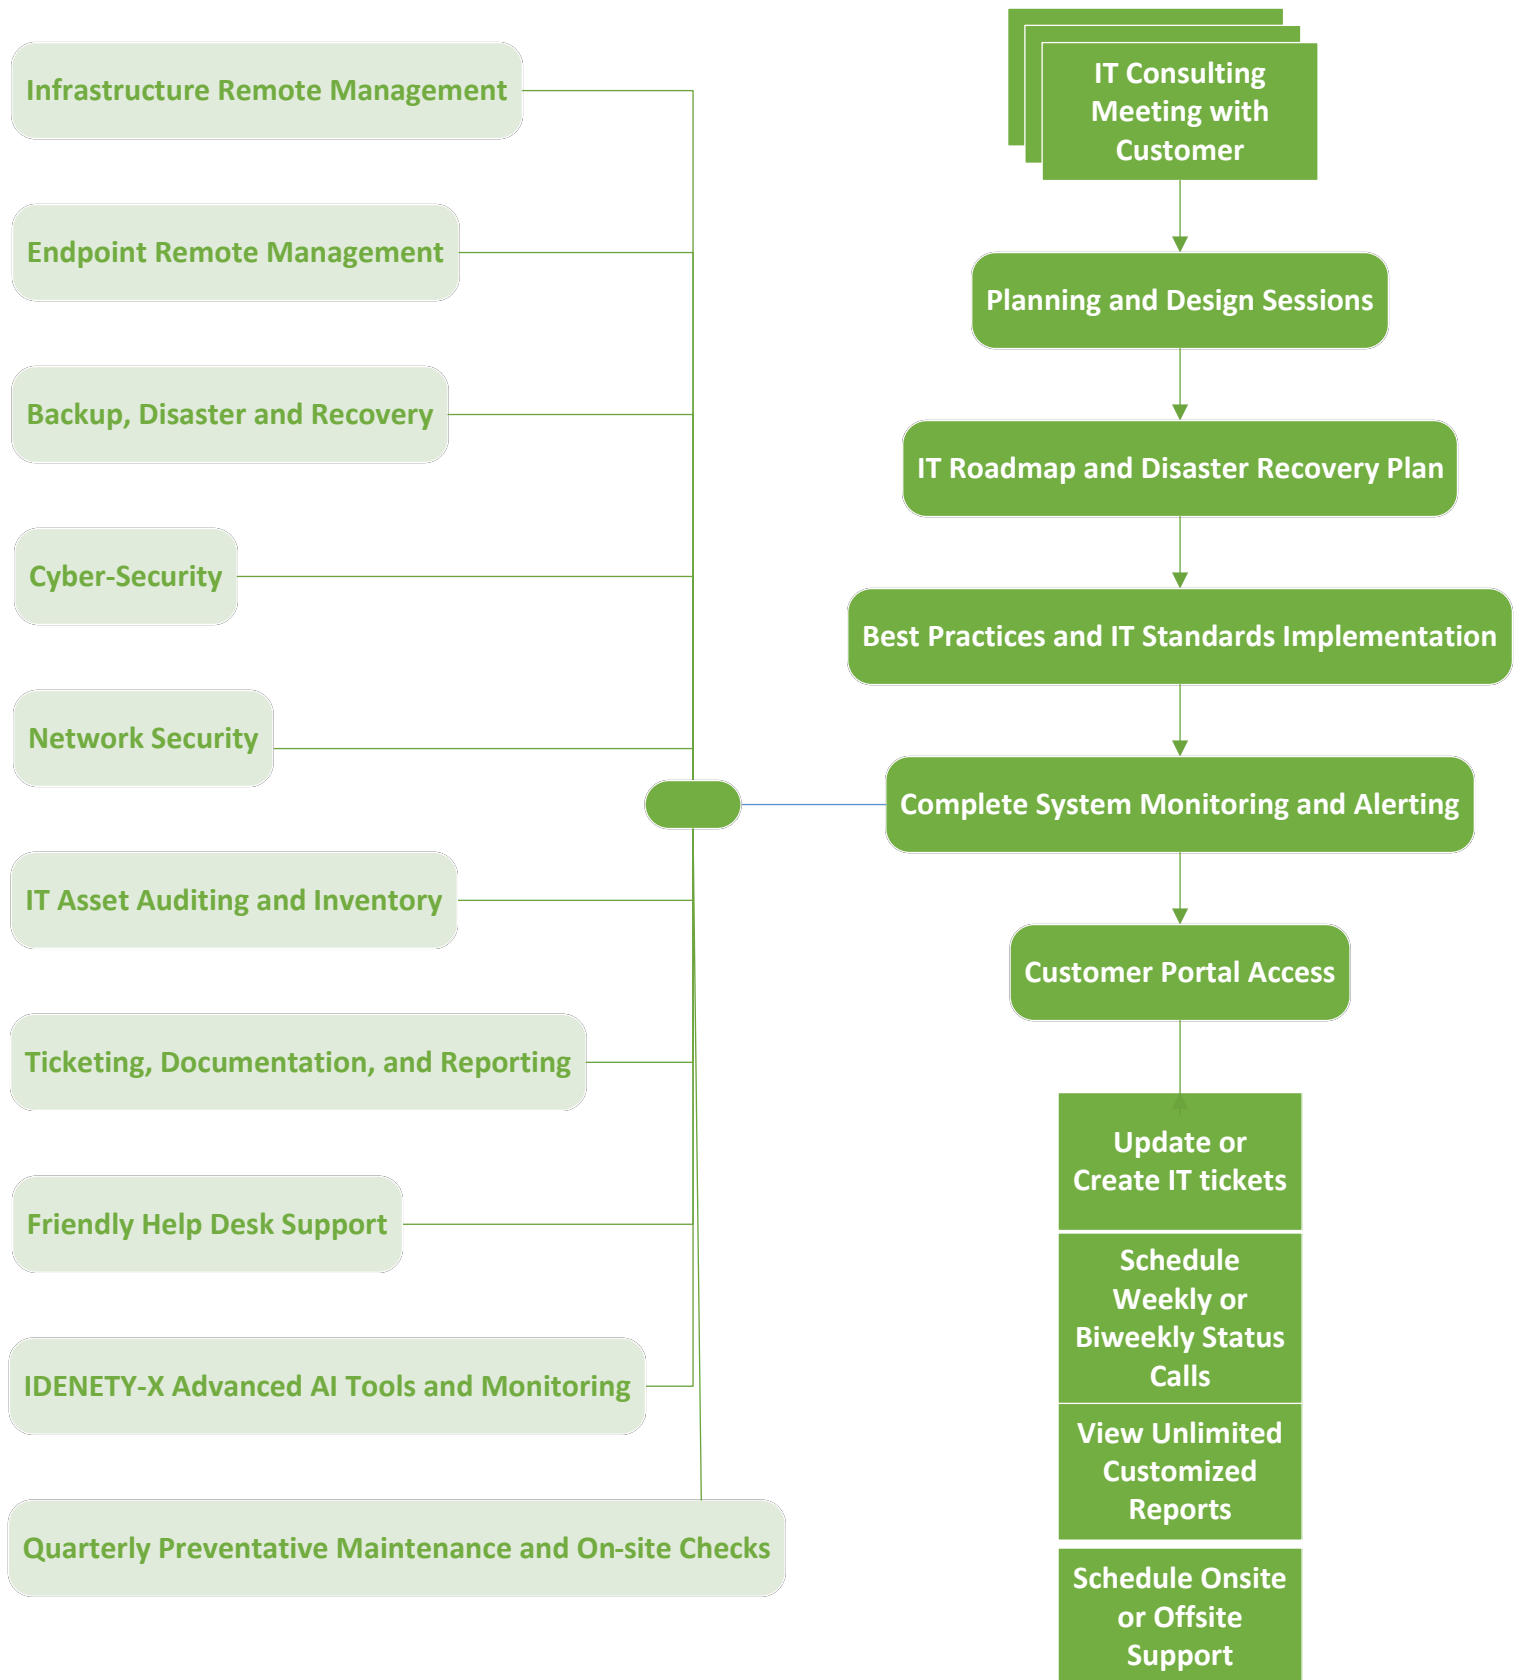 Infrastructure Remote Management
Endpoint Remote Management
Backup, Disaster and Recovery
Cyber-Security
Network Security
IT Asset Auditing and Inventory
Ticketing, Documentation, and Reporting
Friendly Help Desk Support
IDENETY-X Advanced AI Tools and Monitoring
Quarterly Preventative Maintenance and On-site Checks
IT Consulting
Meeting with
Customer
Planning and Design Sessions
IT Roadmap and Disaster Recovery Plan
Best Practices and IT Standards Implementation
Complete System Monitoring and Alerting
Customer Portal Access
Update or
Create IT tickets
Schedule
Weekly or
Biweekly Status
Calls
View Unlimited
Customized
Reports
Schedule Onsite
or Offsite
Support